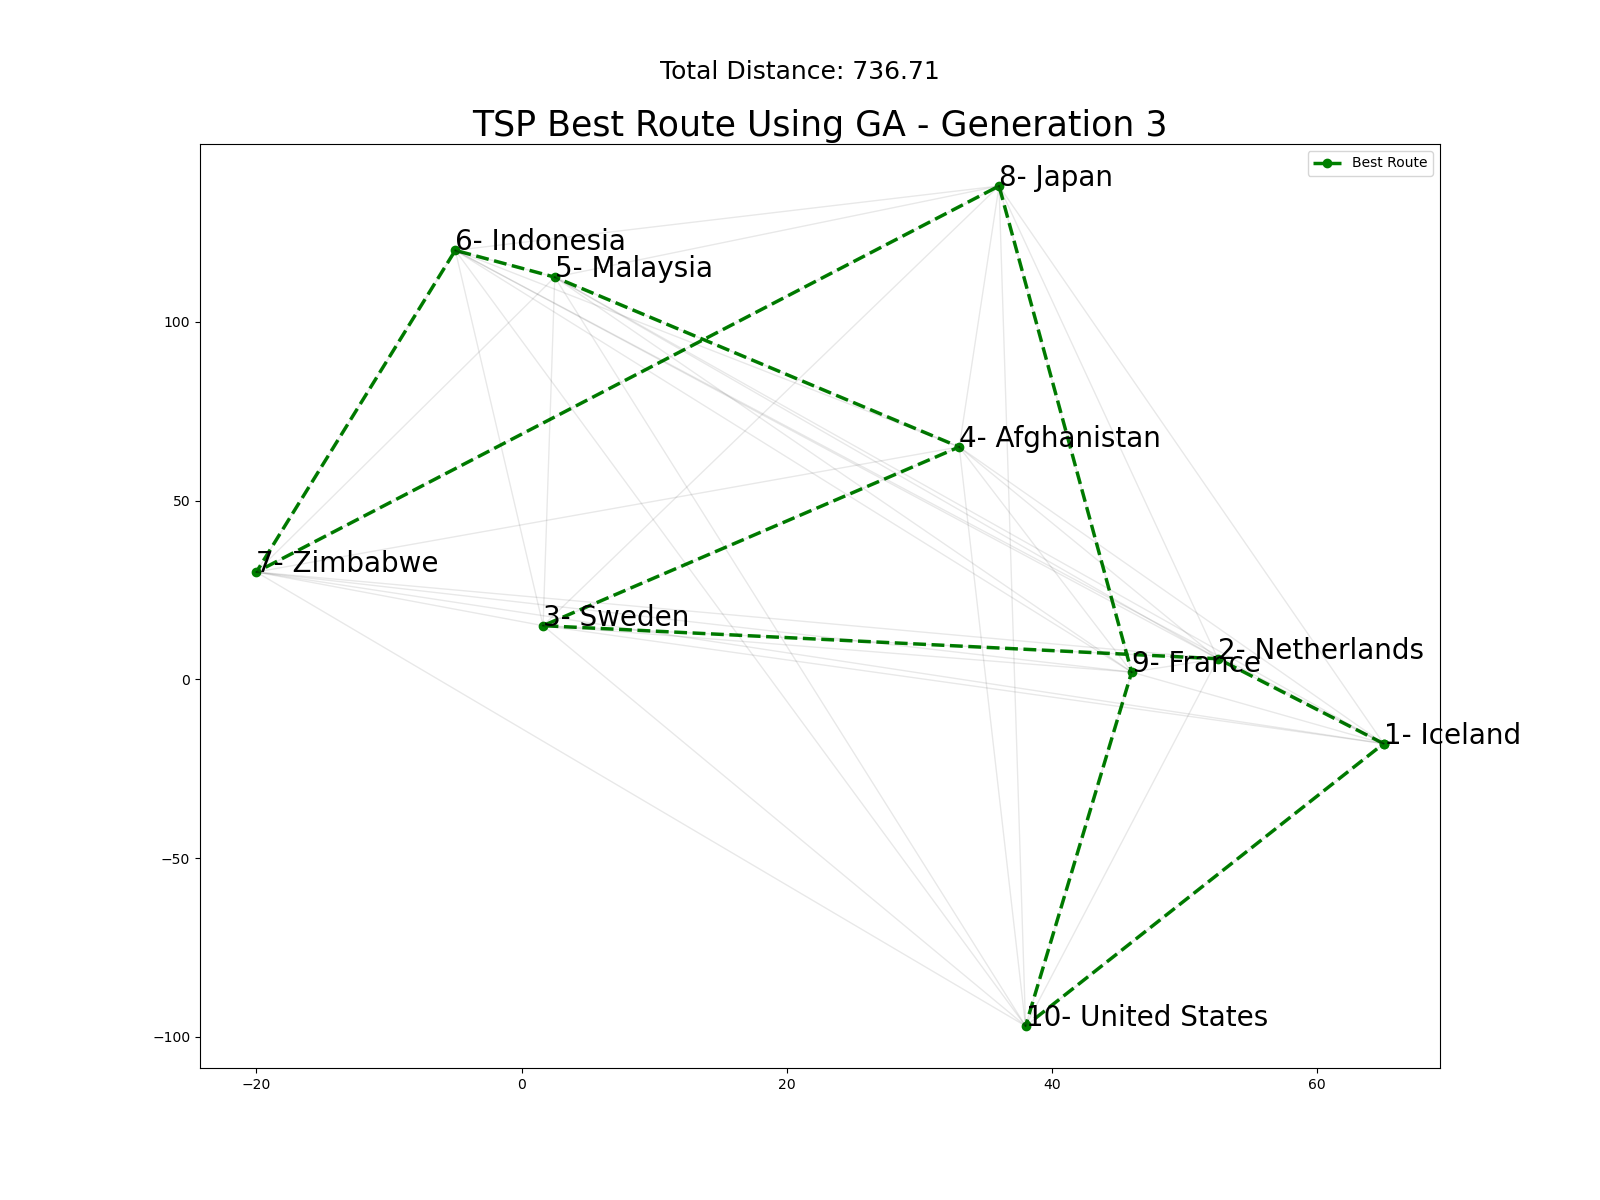 Total Distance: 736.71
TSP Best Route Using GA - Generation 3
Best Route
8- Japan
6- Indonesia
5- Malaysia
100
4- Afghanistan
50
7- Zimbabwe
3- Sweden
2- Netherlands
9- France
0
1- Iceland
−50
10- United States
−100
−20 0 20 40 60